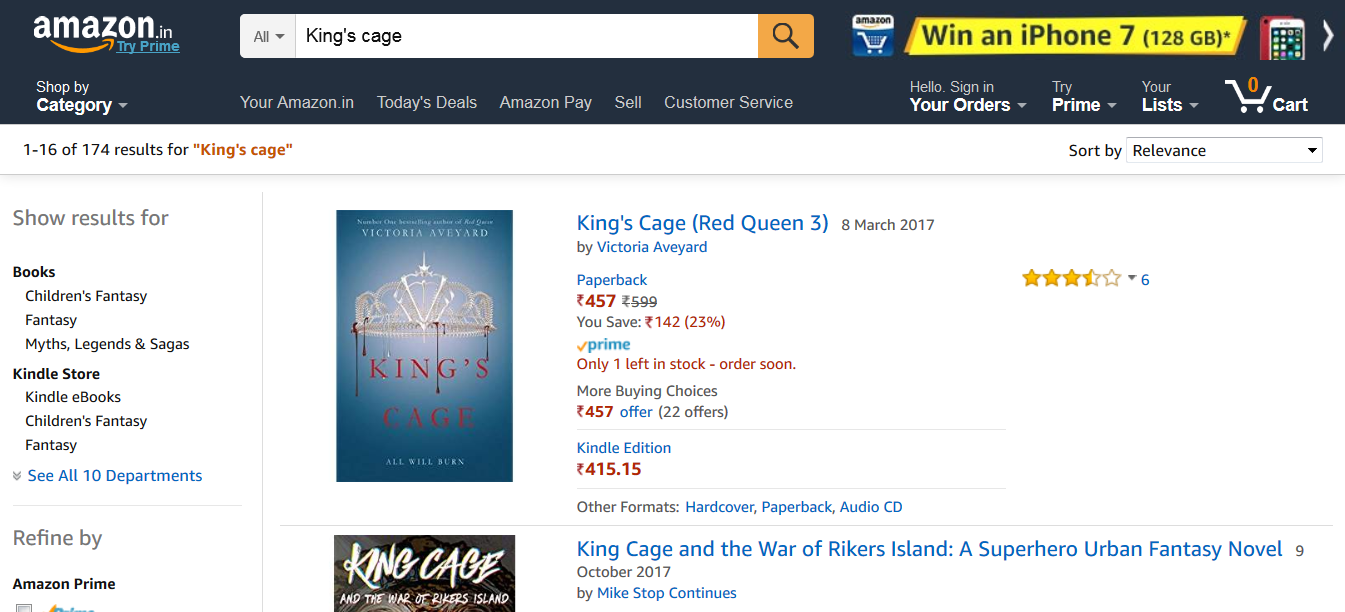 amazon.in
Try Prime
All
King's cage
amazon
Win an iPhone 7 (128 GB)*
Shop by
Category
Your Amazon.in
Today's Deals
Amazon Pay
Sell
Customer Service
Hello. Sign in
Your Orders
Try
Prime
Your
Lists
0
Cart
1-16 of 174 results for "King's cage"
Sort by
Relevance
Show results for
Books
Children's Fantasy
Fantasy
Myths, Legends & Sagas
Kindle Store
Kindle eBooks
Children's Fantasy
Fantasy
See All 10 Departments
Refine by
Amazon Prime
Prime
Number One bestselling author of Red Queen
VICTORIA AVEYARD
KING'S
CAGE
ALL WILL BURN
King's Cage (Red Queen 3) 8 March 2017
by Victoria Aveyard
Paperback
₹457 ₹599
You Save: ₹142 (23%)
prime
Only 1 left in stock - order soon.
More Buying Choices
₹457 offer (22 offers)
Kindle Edition
₹415.15
Other Formats: Hardcover, Paperback, Audio CD
6
KING CAGE
AND THE WAR OF RIKERS ISLAND
King Cage and the War of Rikers Island: A Superhero Urban Fantasy Novel 9
October 2017
by Mike Stop Continues